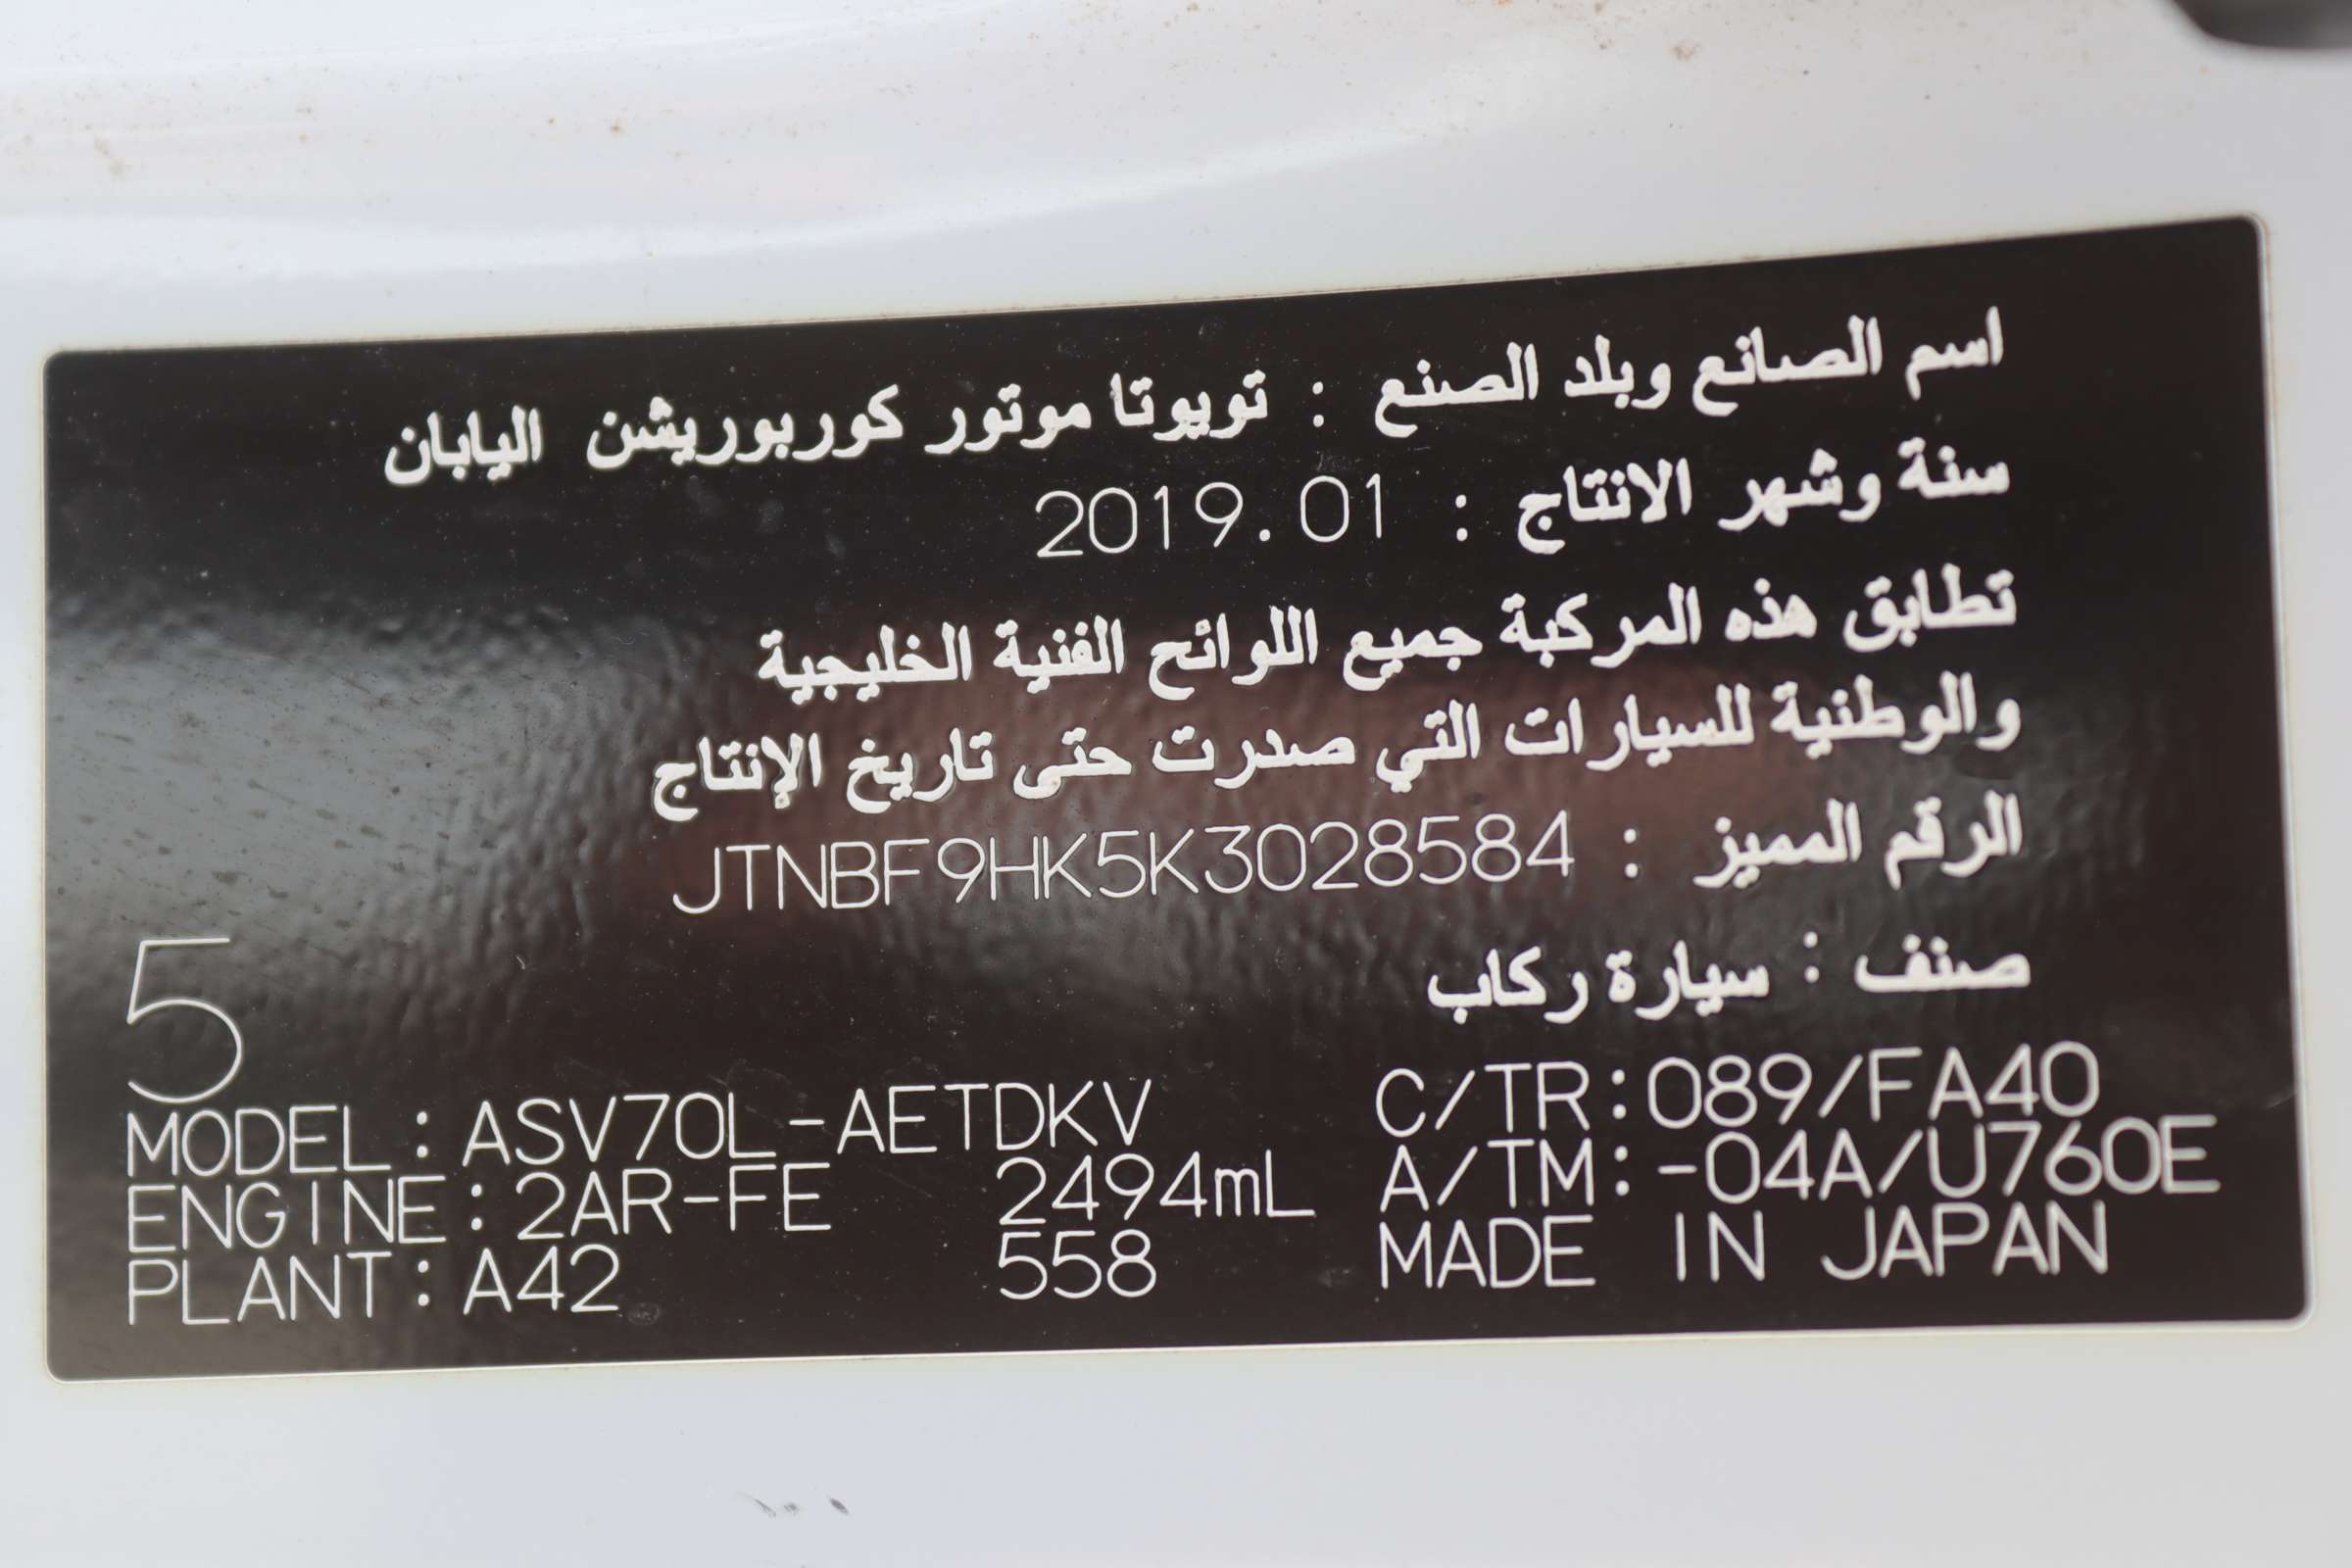 اسم الصانع وبلد الصنع : تويوتا موتور كوربوريشن اليابان
سنة وشهر الانتاج : 2019.01
تطابق هذه المركبة جميع اللوائح الفنية الخليجية
والوطنية للسيارات التي صدرت حتى تاريخ الإنتاج
الرقم المميز : JTNBF9HK5K3028584
صنف : سيارة ركاب
5
MODEL: ASV70L-AETDKV C/TR:089/FA40
ENGINE: 2AR-FE 2494mL A/TM:-04A/U760E
PLANT: A42 558 MADE IN JAPAN